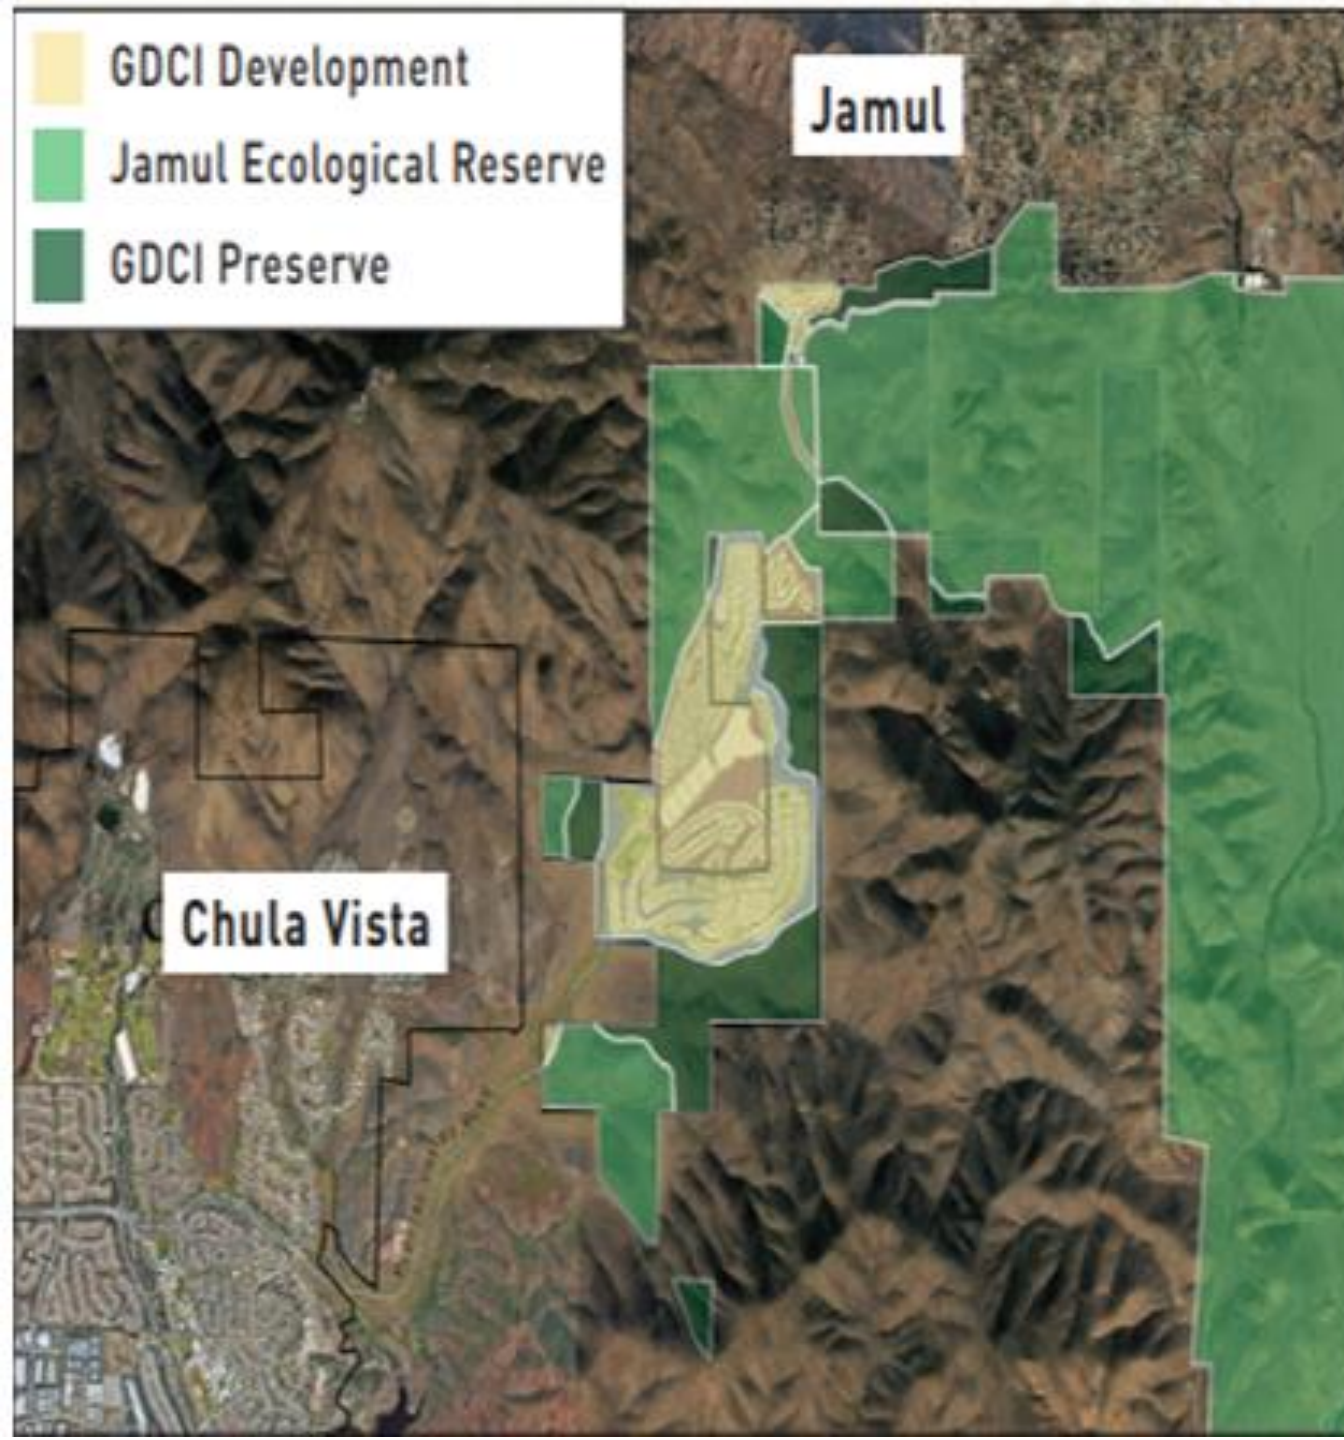 GDCI Development
Jamul Ecological Reserve
GDCI Preserve
Jamul
Chula Vista